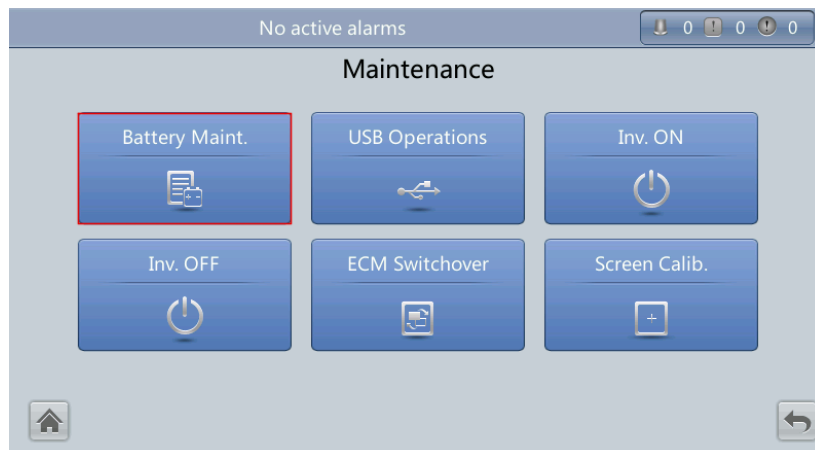 No active alarms
0 0 0
Maintenance
Battery Maint.
USB Operations
Inv. ON
Inv. OFF
ECM Switchover
Screen Calib.